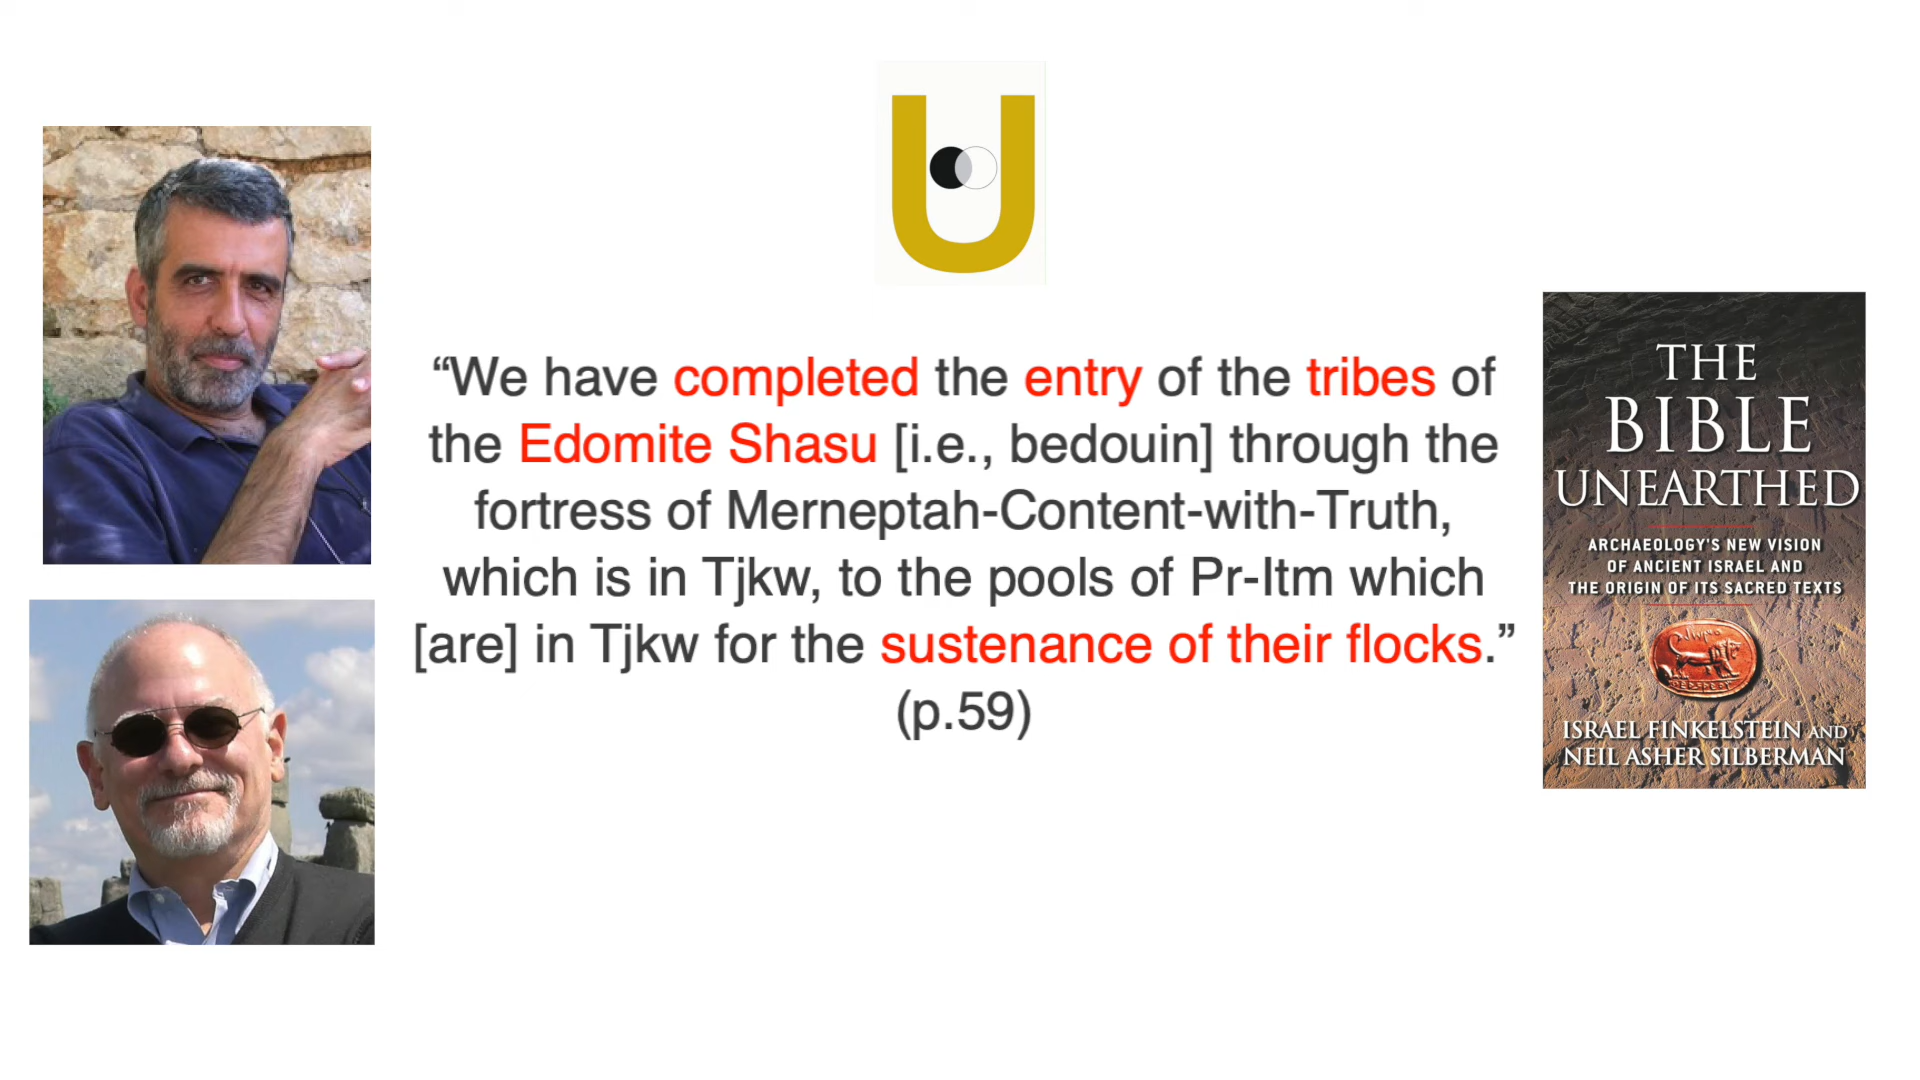 U
“We have completed the entry of the tribes of
the Edomite Shasu [i.e., bedouin] through the
fortress of Merneptah-Content-with-Truth,
which is in Tjkw, to the pools of Pr-Itm which
[are] in Tjkw for the sustenance of their flocks.”
(p.59)
THE
BIBLE
UNEARTHED
ARCHAEOLOGY'S NEW VISION
OF ANCIENT ISRAEL AND
THE ORIGIN OF ITS SACRED TEXTS
ISRAEL FINKELSTEIN AND
NEIL ASHER SILBERMAN